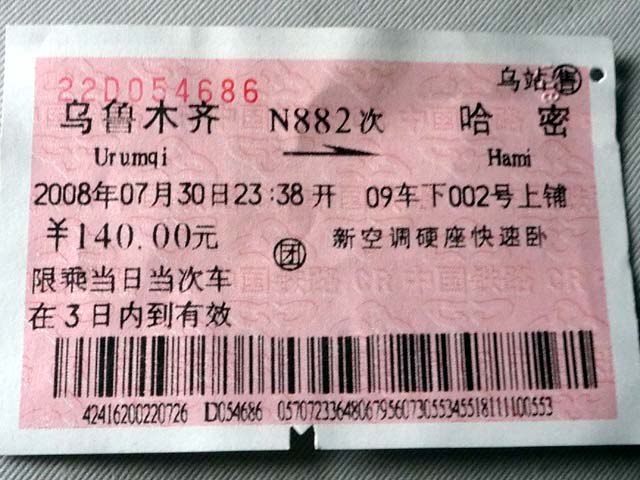 22D054686
乌站售
乌鲁木齐 N882次 哈密
Urumqi Hami
2008年07月30日23:38开 09车下002号上铺
￥140.00元 新空调硬座快速卧
团
限乘当日当次车
在3日内到有效
42416200220726 D054686 05707233648067956073055345518111100553